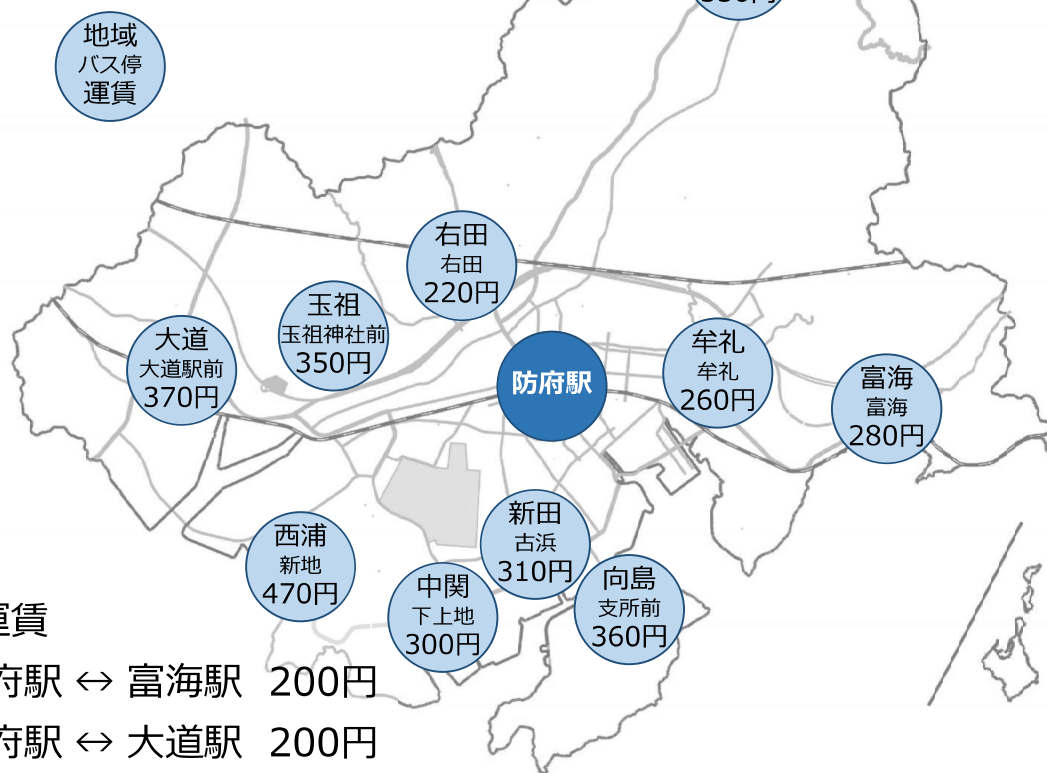 地域
バス停
運賃
右田
右田
220円
玉祖
玉祖神社前
350円
大道
大道駅前
370円
防府駅
牟礼
牟礼
260円
富海
富海
280円
新田
古浜
310円
西浦
新地
470円
中関
下上地
300円
向島
支所前
360円
運賃
府駅 ↔ 富海駅 200円
府駅 ↔ 大道駅 200円